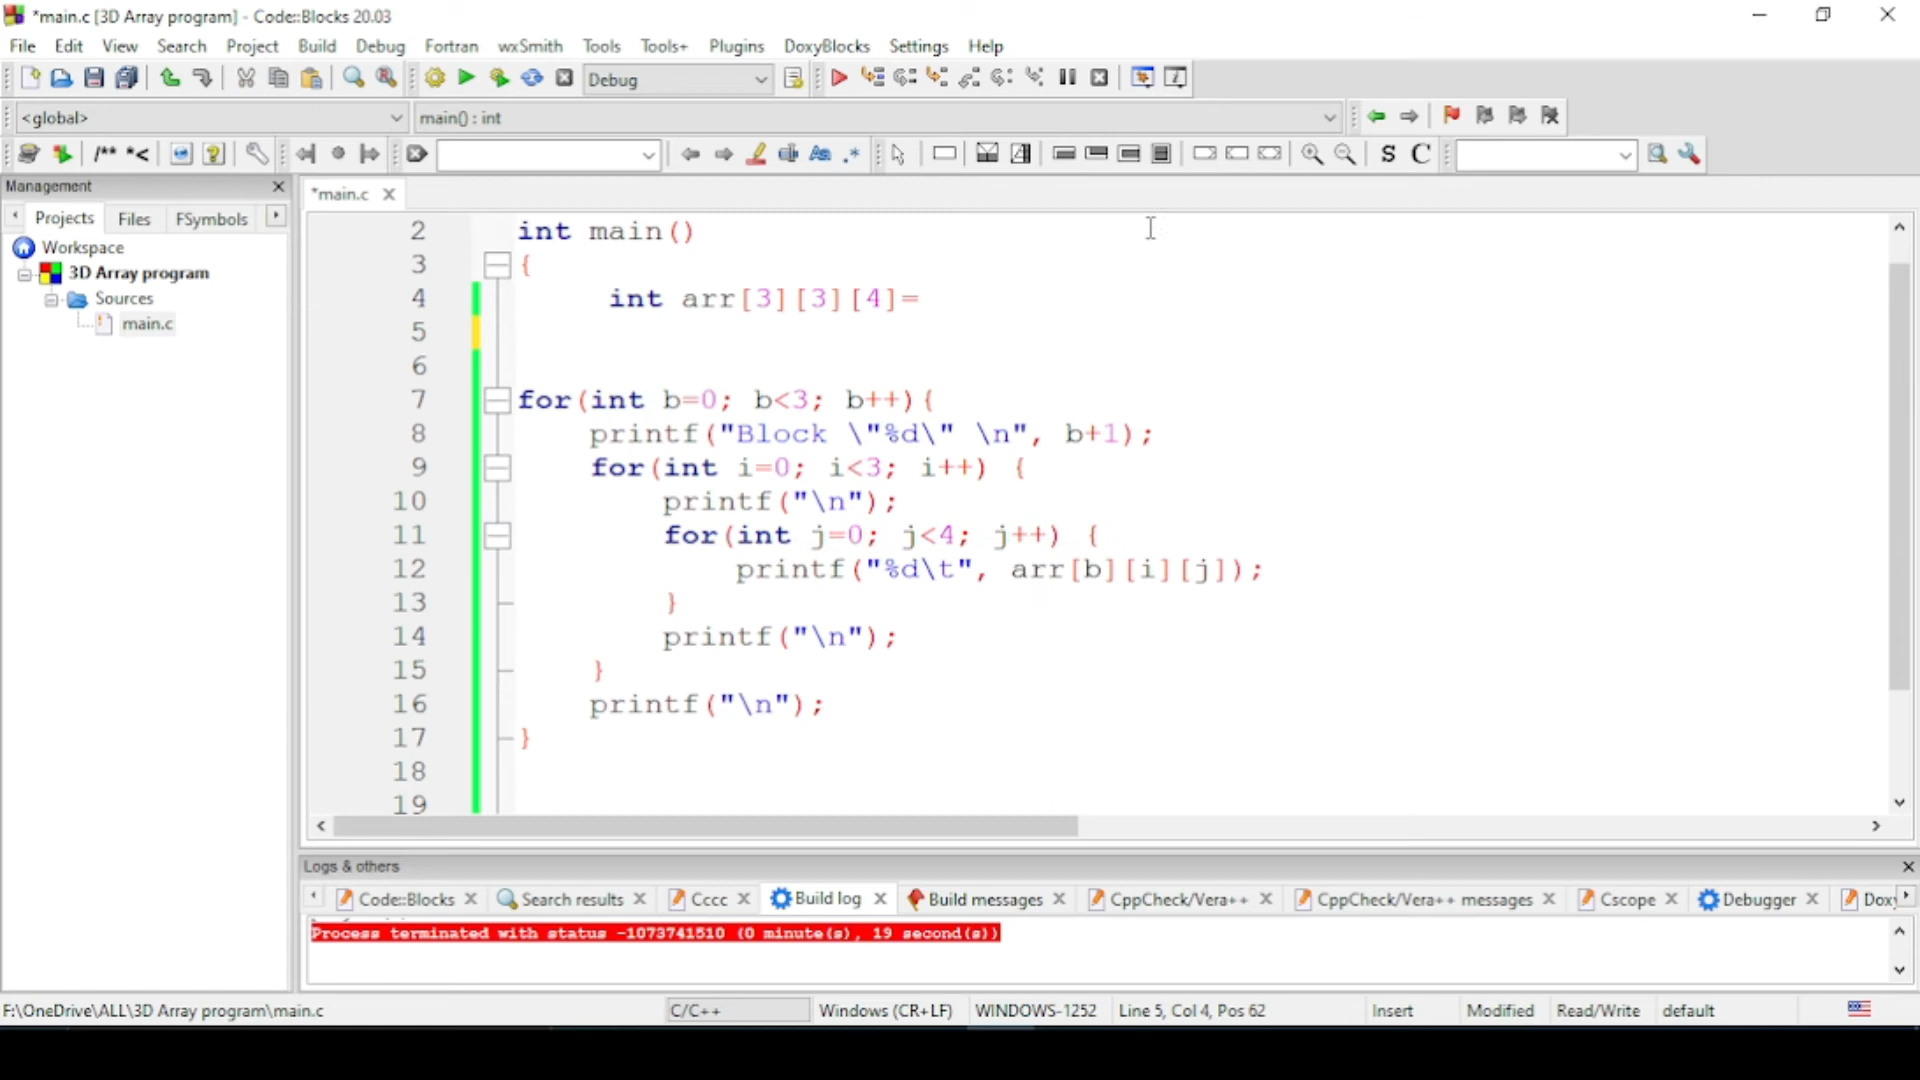 *main.c [3D Array program] - Code::Blocks 20.03
File Edit View Search Project Build Debug Fortran wxSmith Tools Tools+ Plugins DoxyBlocks Settings Help
Debug
<global> main() : int
/** *< S C
Management
*main.c
Projects Files FSymbols
Workspace
3D Array program
Sources
main.c
2 int main()
3 {
4 int arr[3][3][4]=
5
6
7 for(int b=0; b<3; b++){
8 printf("Block \"%d\" \n", b+1);
9 for(int i=0; i<3; i++) {
10 printf("\n");
11 for(int j=0; j<4; j++) {
12 printf("%d\t", arr[b][i][j]);
13 }
14 printf("\n");
15 }
16 printf("\n");
17 }
18
19
Logs & others
Code::Blocks Search results Cccc Build log Build messages CppCheck/Vera++ CppCheck/Vera++ messages Cscope Debugger
Process terminated with status -1073741510 (0 minute(s), 19 second(s))
F:\OneDrive\ALL\3D Array program\main.c C/C++ Windows (CR+LF) WINDOWS-1252 Line 5, Col 4, Pos 62 Insert Modified Read/Write default